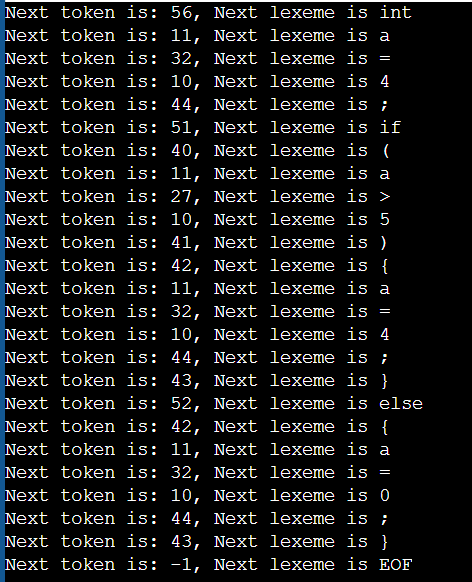 Next token is: 56, Next lexeme is int
Next token is: 11, Next lexeme is a
Next token is: 32, Next lexeme is =
Next token is: 10, Next lexeme is 4
Next token is: 44, Next lexeme is ;
Next token is: 51, Next lexeme is if
Next token is: 40, Next lexeme is (
Next token is: 11, Next lexeme is a
Next token is: 27, Next lexeme is >
Next token is: 10, Next lexeme is 5
Next token is: 41, Next lexeme is )
Next token is: 42, Next lexeme is {
Next token is: 11, Next lexeme is a
Next token is: 32, Next lexeme is =
Next token is: 10, Next lexeme is 4
Next token is: 44, Next lexeme is ;
Next token is: 43, Next lexeme is }
Next token is: 52, Next lexeme is else
Next token is: 42, Next lexeme is {
Next token is: 11, Next lexeme is a
Next token is: 32, Next lexeme is =
Next token is: 10, Next lexeme is 0
Next token is: 44, Next lexeme is ;
Next token is: 43, Next lexeme is }
Next token is: -1, Next lexeme is EOF